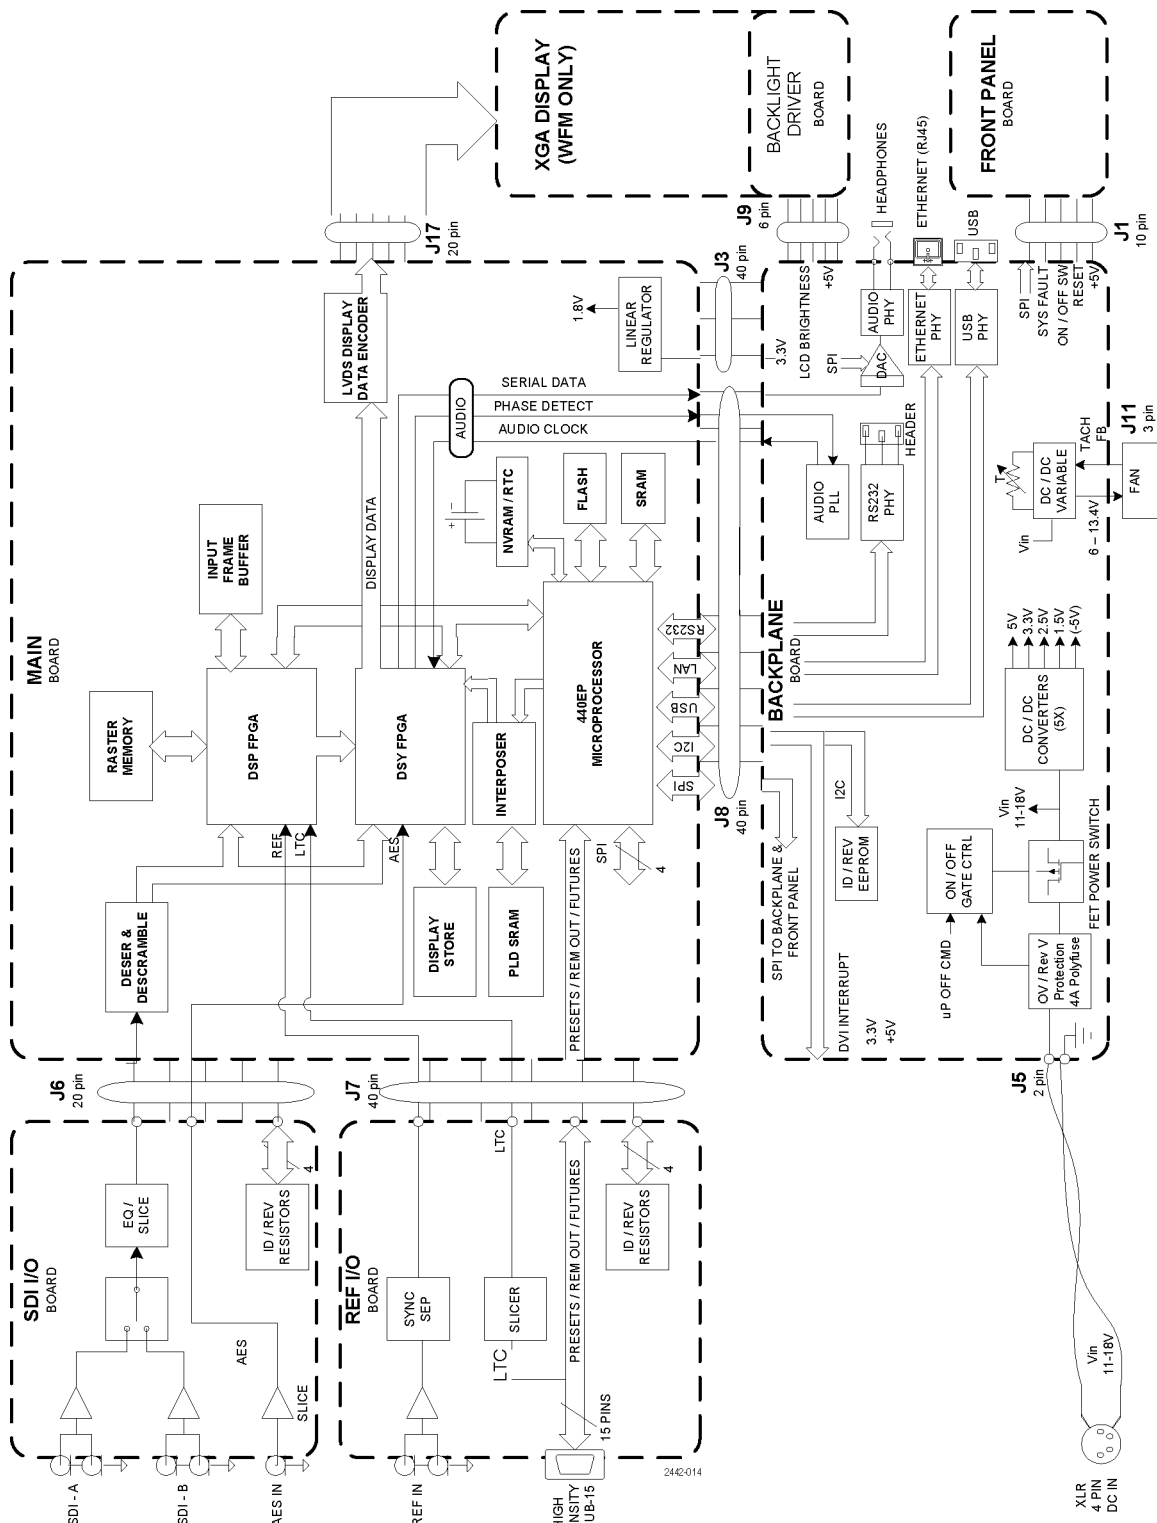 XGA DISPLAY
(WFM ONLY)
BACKLIGHT
DRIVER
BOARD
FRONT PANEL
BOARD
J17
20 pin
J9
6 pin
HEADPHONES
ETHERNET (RJ45)
USB
J1
10 pin
MAIN
BOARD
LVDS DISPLAY
DATA ENCODER
1.8V
LINEAR
REGULATOR
J3
40 pin
3.3V
LCD BRIGHTNESS
+5V
SPI
DAC
AUDIO
PHY
ETHERNET
PHY
USB
PHY
SPI
SYS FAULT
ON / OFF SW
RESET
+5V
AUDIO
SERIAL DATA
PHASE DETECT
AUDIO CLOCK
DISPLAY DATA
NVRAM / RTC
+
–
FLASH
SRAM
INPUT
FRAME
BUFFER
RASTER
MEMORY
DSP FPGA
DSY FPGA
INTERPOSER
440EP
MICROPROCESSOR
RS232
LAN
USB
I2C
SPI
J8
40 pin
BACKPLANE
BOARD
AUDIO
PLL
RS232
PHY
HEADER
T
DC / DC
VARIABLE
Vin
TACH
FB
6 – 13.4V
FAN
J11
3 pin
REF
LTC
AES
DESER &
DESCRAMBLE
DISPLAY
STORE
PLD SRAM
SPI
4
PRESETS / REM OUT / FUTURES
SPI TO BACKPLANE &
FRONT PANEL
DVI INTERRUPT
3.3V
+5V
I2C
ID / REV
EEPROM
DC / DC
CONVERTERS
(5X)
5V
3.3V
2.5V
1.5V
(-5V)
Vin
11-18V
ON / OFF
GATE CTRL
uP OFF CMD
FET POWER SWITCH
OV / Rev V
Protection
4A Polyfuse
J6
20 pin
J7
40 pin
J5
2 pin
SDI I/O
BOARD
EQ /
SLICE
ID / REV
RESISTORS
4
AES
SLICE
REF I/O
BOARD
SYNC
SEP
SLICER
LTC
LTC
PRESETS / REM OUT / FUTURES
ID / REV
RESISTORS
4
15 PINS
2442-014
SDI - A
SDI - B
AES IN
REF IN
HIGH
NSITY
UB-15
Vin
11-18V
XLR
4 PIN
DC IN